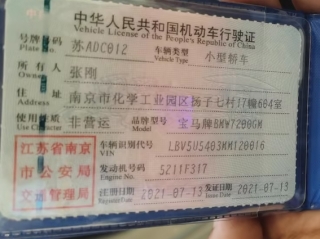 中华人民共和国机动车行驶证
Vehicle License of the People's Republic of China
号牌号码 苏ADC012 车辆类型 小型轿车
Plate No. Vehicle Type
所有人 张刚
Owner
住址 南京市化学工业园区扬子七村17幢604室
Address
使用性质 非营运 品牌型号 宝马牌BMW7200GM
Use Character Model
江苏省南京市公安局交通管理局
车辆识别代号 LBV5U5403MM120016
VIN
发动机号码 5211F317
Engine No.
注册日期 2021-07-13 发证日期 2021-07-13
Register Date Issue Date